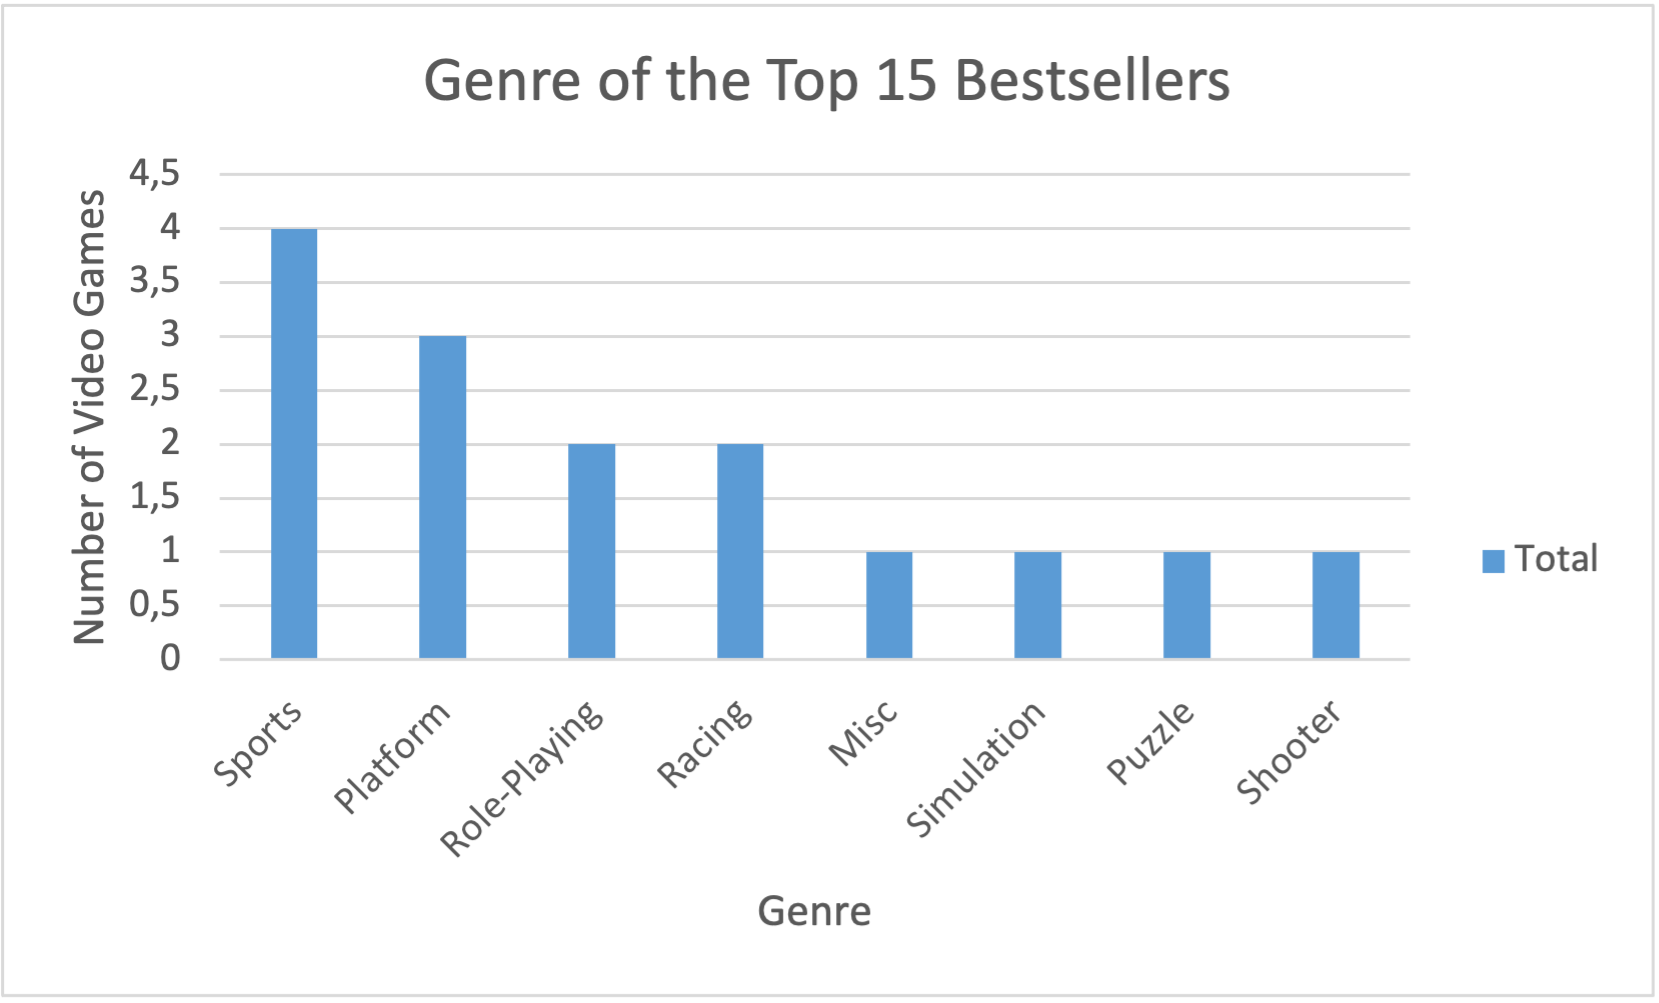 Genre of the Top 15 Bestsellers
Number of Video Games
4,5
4
3,5
3
2,5
2
1,5
1
0,5
0
Sports
Platform
Role-Playing
Racing
Misc
Simulation
Puzzle
Shooter
Genre
Total